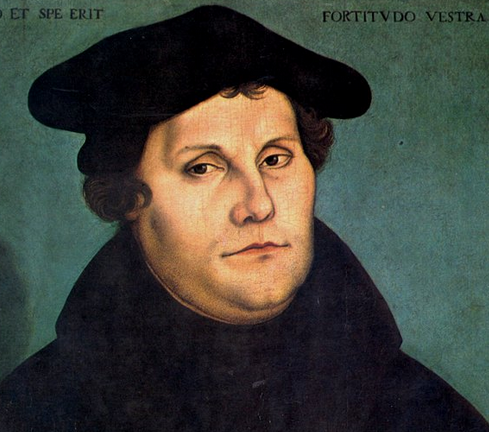 ET SPE ERIT FORTITVDO VESTRA